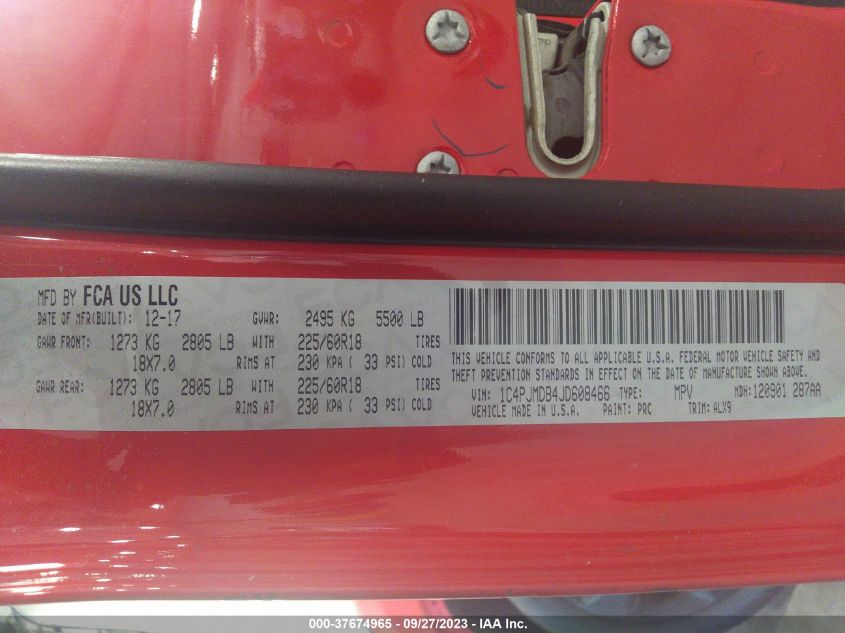 MFD BY FCA US LLC
DATE OF MFR(BUILT): 12-17 GVWR: 2495 KG 5500 LB
GAWR FRONT: 1273 KG 2805 LB WITH 225/60R18 TIRES
18X7.0 RIMS AT 230 KPA ( 33 PSI) COLD
GAWR REAR: 1273 KG 2805 LB WITH 225/60R18 TIRES
18X7.0 RIMS AT 230 KPA ( 33 PSI) COLD
THIS VEHICLE CONFORMS TO ALL APPLICABLE U.S.A. FEDERAL MOTOR VEHICLE SAFETY AND
THEFT PREVENTION STANDARDS IN EFFECT ON THE DATE OF MANUFACTURE SHOWN ABOVE.
VIN: 1C4PJMDB4JD608466 TYPE: MPV MDH:120901 287AA
VEHICLE MADE IN U.S.A. PAINT: PRC TRIM: ALX9
000-37674965 - 09/27/2023 - IAA Inc.